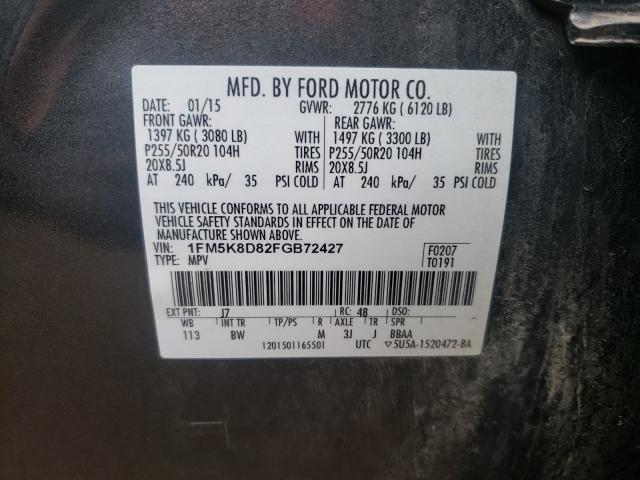 MFD. BY FORD MOTOR CO.
DATE: 01/15 GVWR: 2776 KG ( 6120 LB)
FRONT GAWR: REAR GAWR:
1397 KG ( 3080 LB) WITH 1497 KG ( 3300 LB) WITH
P255/50R20 104H TIRES P255/50R20 104H TIRES
20X8.5J RIMS 20X8.5J RIMS
AT 240 kPa/ 35 PSI COLD AT 240 kPa/ 35 PSI COLD
THIS VEHICLE CONFORMS TO ALL APPLICABLE FEDERAL MOTOR
VEHICLE SAFETY STANDARDS IN EFFECT ON THE DATE OF
MANUFACTURE SHOWN ABOVE.
VIN: 1FM5K8D82FGB72427 F0207
TYPE: MPV T0191
EXT PNT: J7 RC: 48 DSO:
WB INT TR TP/PS R AXLE TR SPR
113 BW M 3J J BBAA
1201501165501 UTC ▽5U5A-1520472-BA